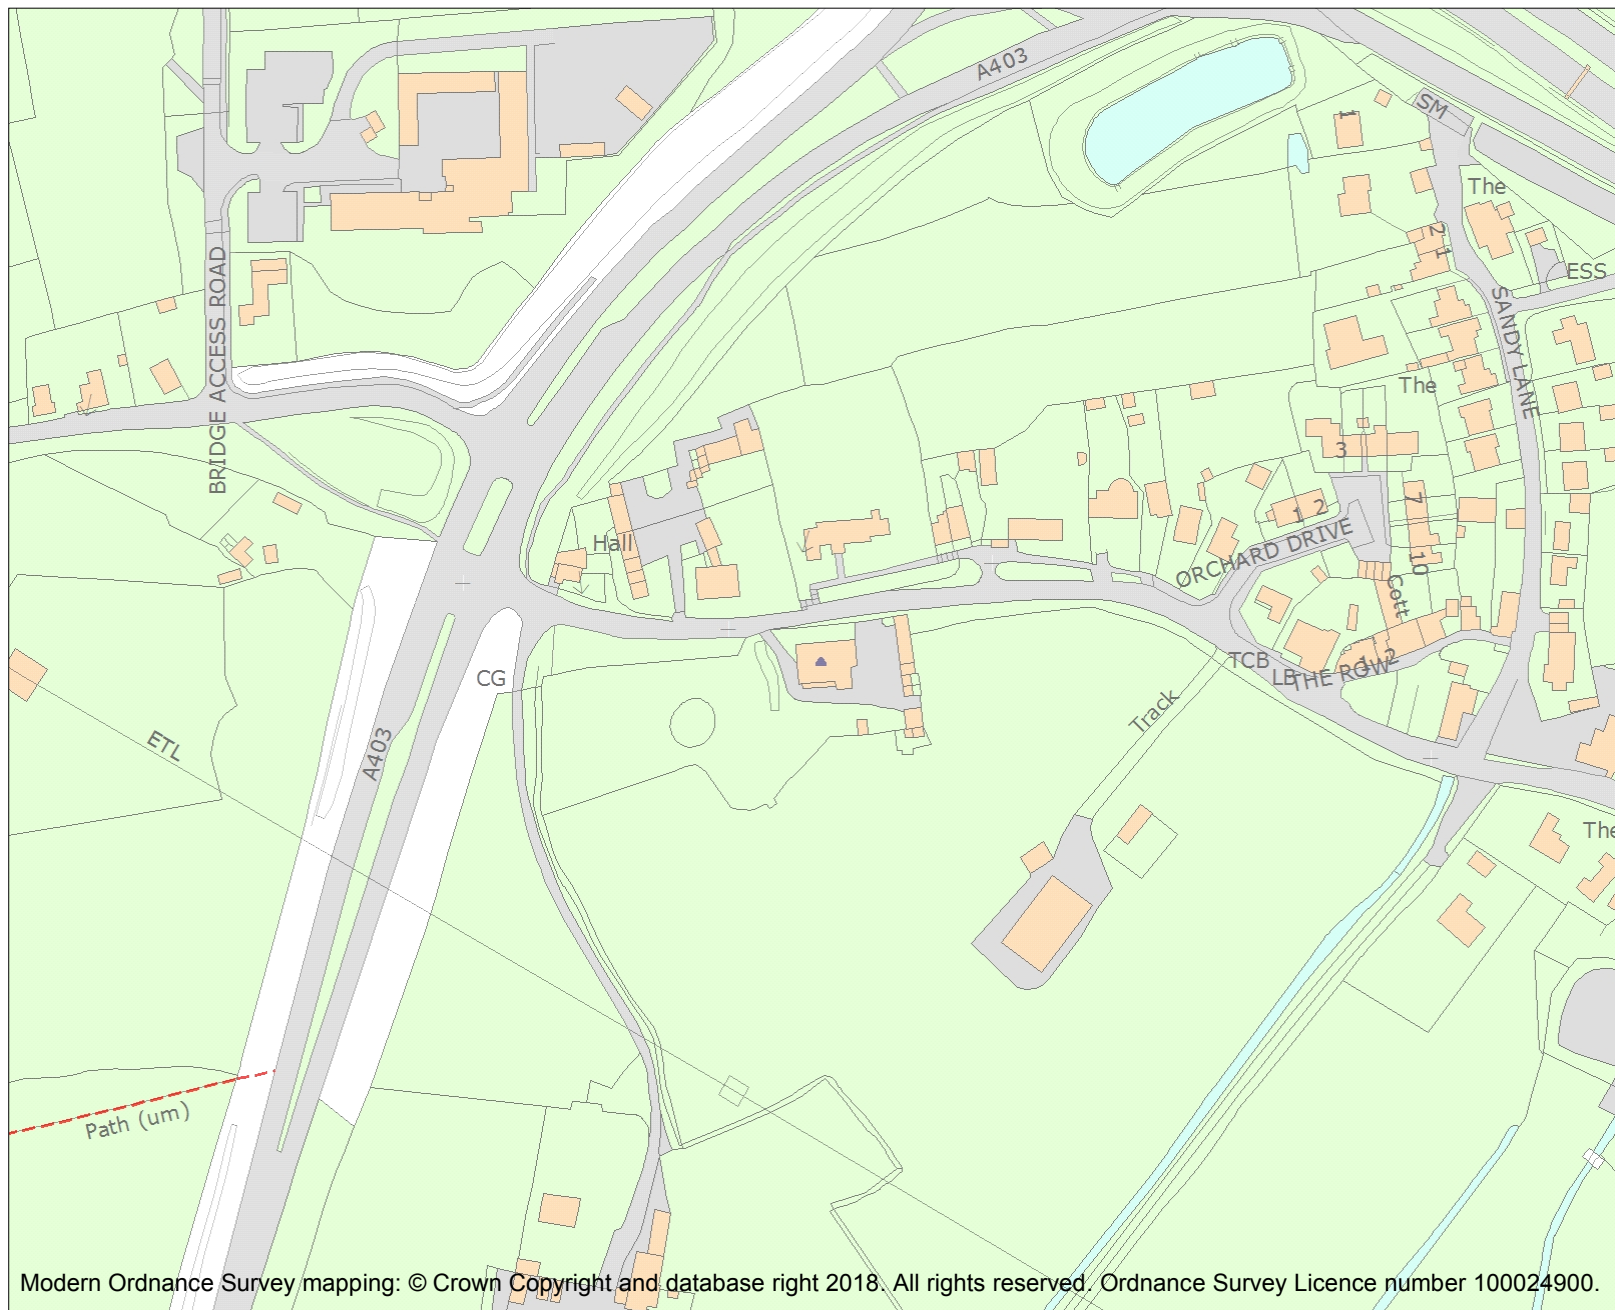 A403
SM
1
The
2 1
ESS
BRIDGE ACCESS ROAD
SANDY LANE
The
3
7
1 2
Hall
ORCHARD DRIVE
10
Cott
TCB
LB
1 2
THE ROW
CG
Track
ETL
A403
The
Path (um)
Modern Ordnance Survey mapping: © Crown Copyright and database right 2018. All rights reserved. Ordnance Survey Licence number 100024900.